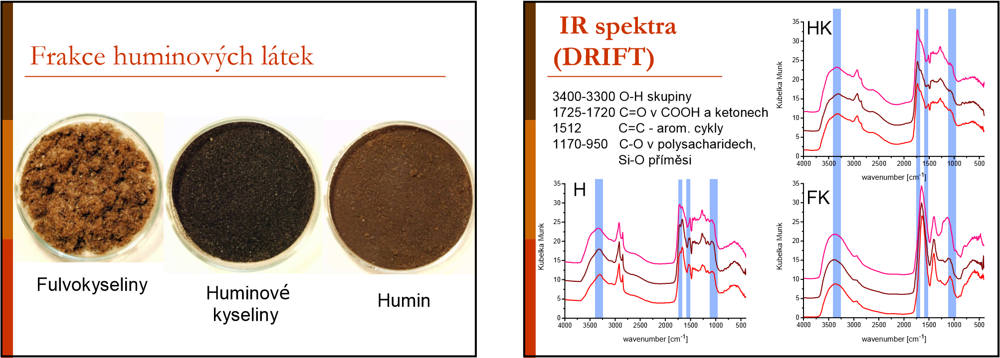 Frakce huminových látek
Fulvokyseliny
Huminové
kyseliny
Humin
IR spektra
(DRIFT)
3400-3300 O-H skupiny
1725-1720 C=O v COOH a ketonech
1512 C=C - arom. cykly
1170-950 C-O v polysacharidech,
Si-O příměsi
HK
Kubelka Munk
35
30
25
20
15
10
5
0
4000 3500 3000 2500 2000 1500 1000 500
wavenumber [cm-1]
H
Kubelka Munk
35
30
25
20
15
10
5
0
4000 3500 3000 2500 2000 1500 1000 500
wavenumber [cm-1]
FK
Kubelka Munk
35
30
25
20
15
10
5
0
4000 3500 3000 2500 2000 1500 1000 500
wavenumber [cm-1]